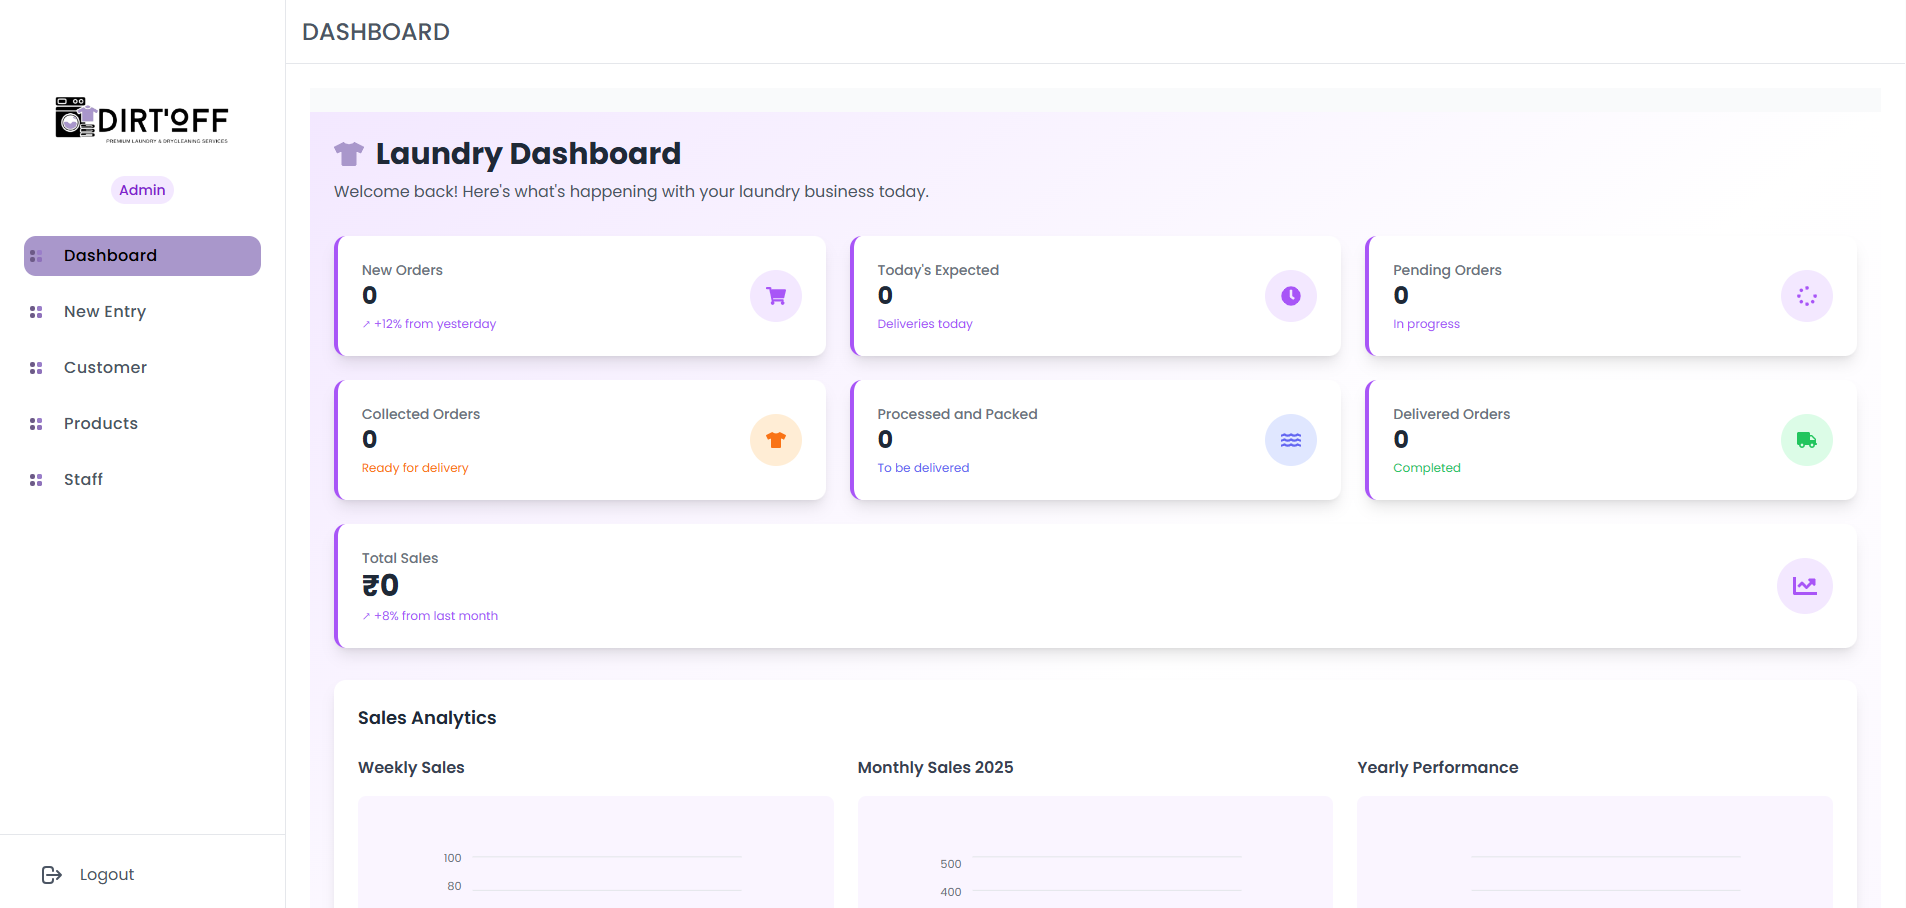 DASHBOARD
DIRT'OFF
PREMIUM LAUNDRY & DRYCLEANING SERVICES
Admin
Dashboard
New Entry
Customer
Products
Staff
Logout
Laundry Dashboard
Welcome back! Here's what's happening with your laundry business today.
New Orders
0
↗ +12% from yesterday
Today's Expected
0
Deliveries today
Pending Orders
0
In progress
Collected Orders
0
Ready for delivery
Processed and Packed
0
To be delivered
Delivered Orders
0
Completed
Total Sales
₹0
↗ +8% from last month
Sales Analytics
Weekly Sales
100
80
Monthly Sales 2025
500
400
Yearly Performance